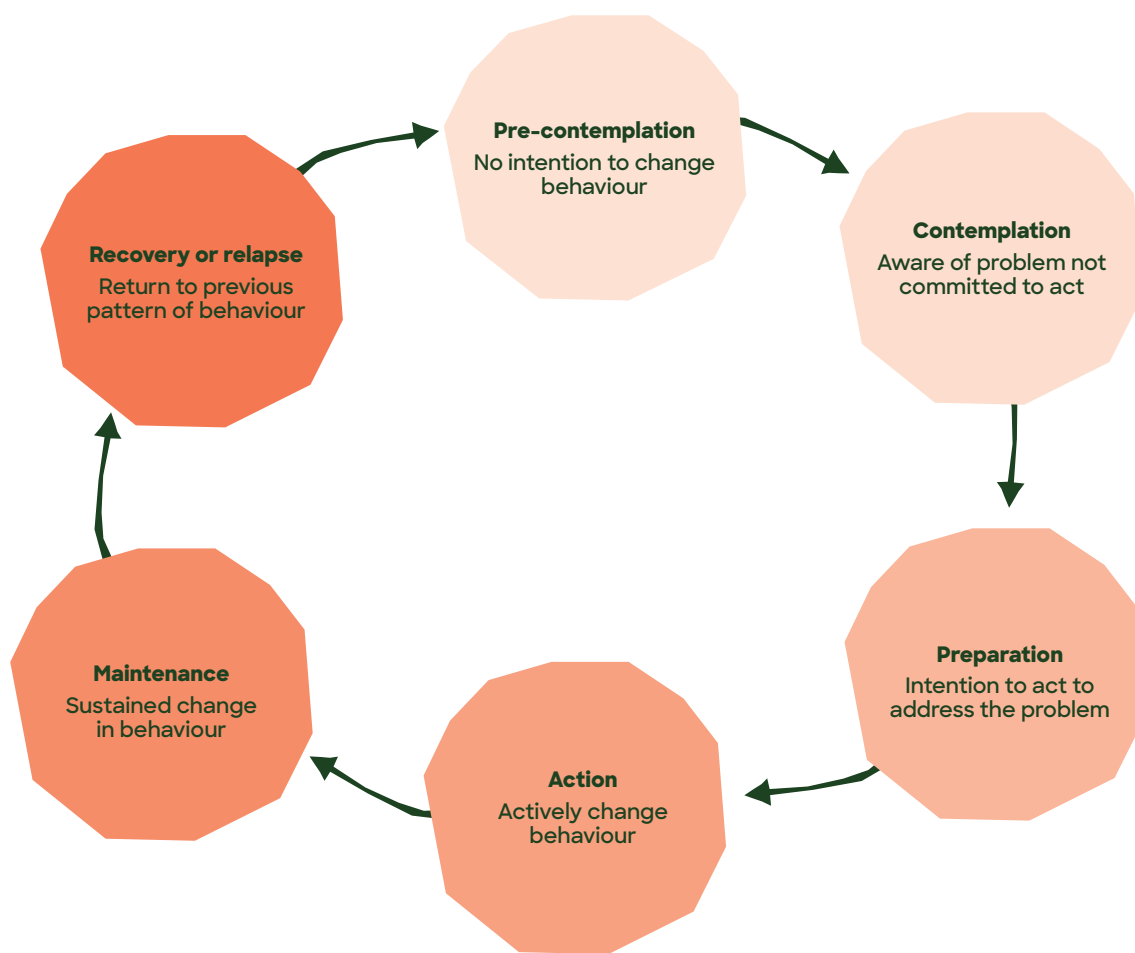 Pre-contemplation
No intention to change
behaviour
Contemplation
Aware of problem not
committed to act
Preparation
Intention to act to
address the problem
Action
Actively change
behaviour
Maintenance
Sustained change
in behaviour
Recovery or relapse
Return to previous
pattern of behaviour